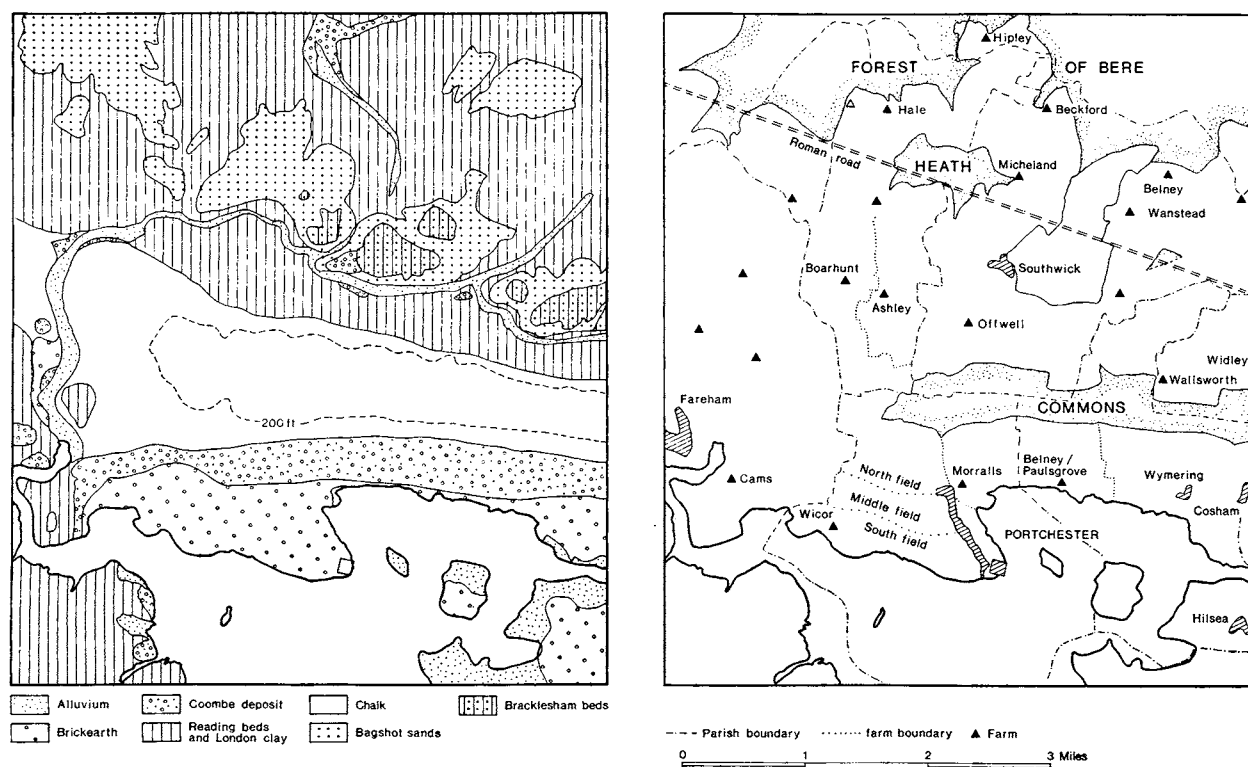 200 ft
Alluvium
Coombe deposit
Chalk
Bracklesham beds
Brickearth
Reading beds
and London clay
Bagshot sands
Hipley
FOREST
OF BERE
Hale
Beckford
Roman road
HEATH
Micheland
Belney
Wanstead
Boarhunt
Southwick
Ashley
Offwell
Widley
Wallsworth
COMMONS
Fareham
Cams
North field
Morralls
Belney /
Paulsgrove
Wymering
Middle field
Wicor
South field
PORTCHESTER
Cosham
Hilsea
Parish boundary
farm boundary
Farm
0 1 2 3 Miles